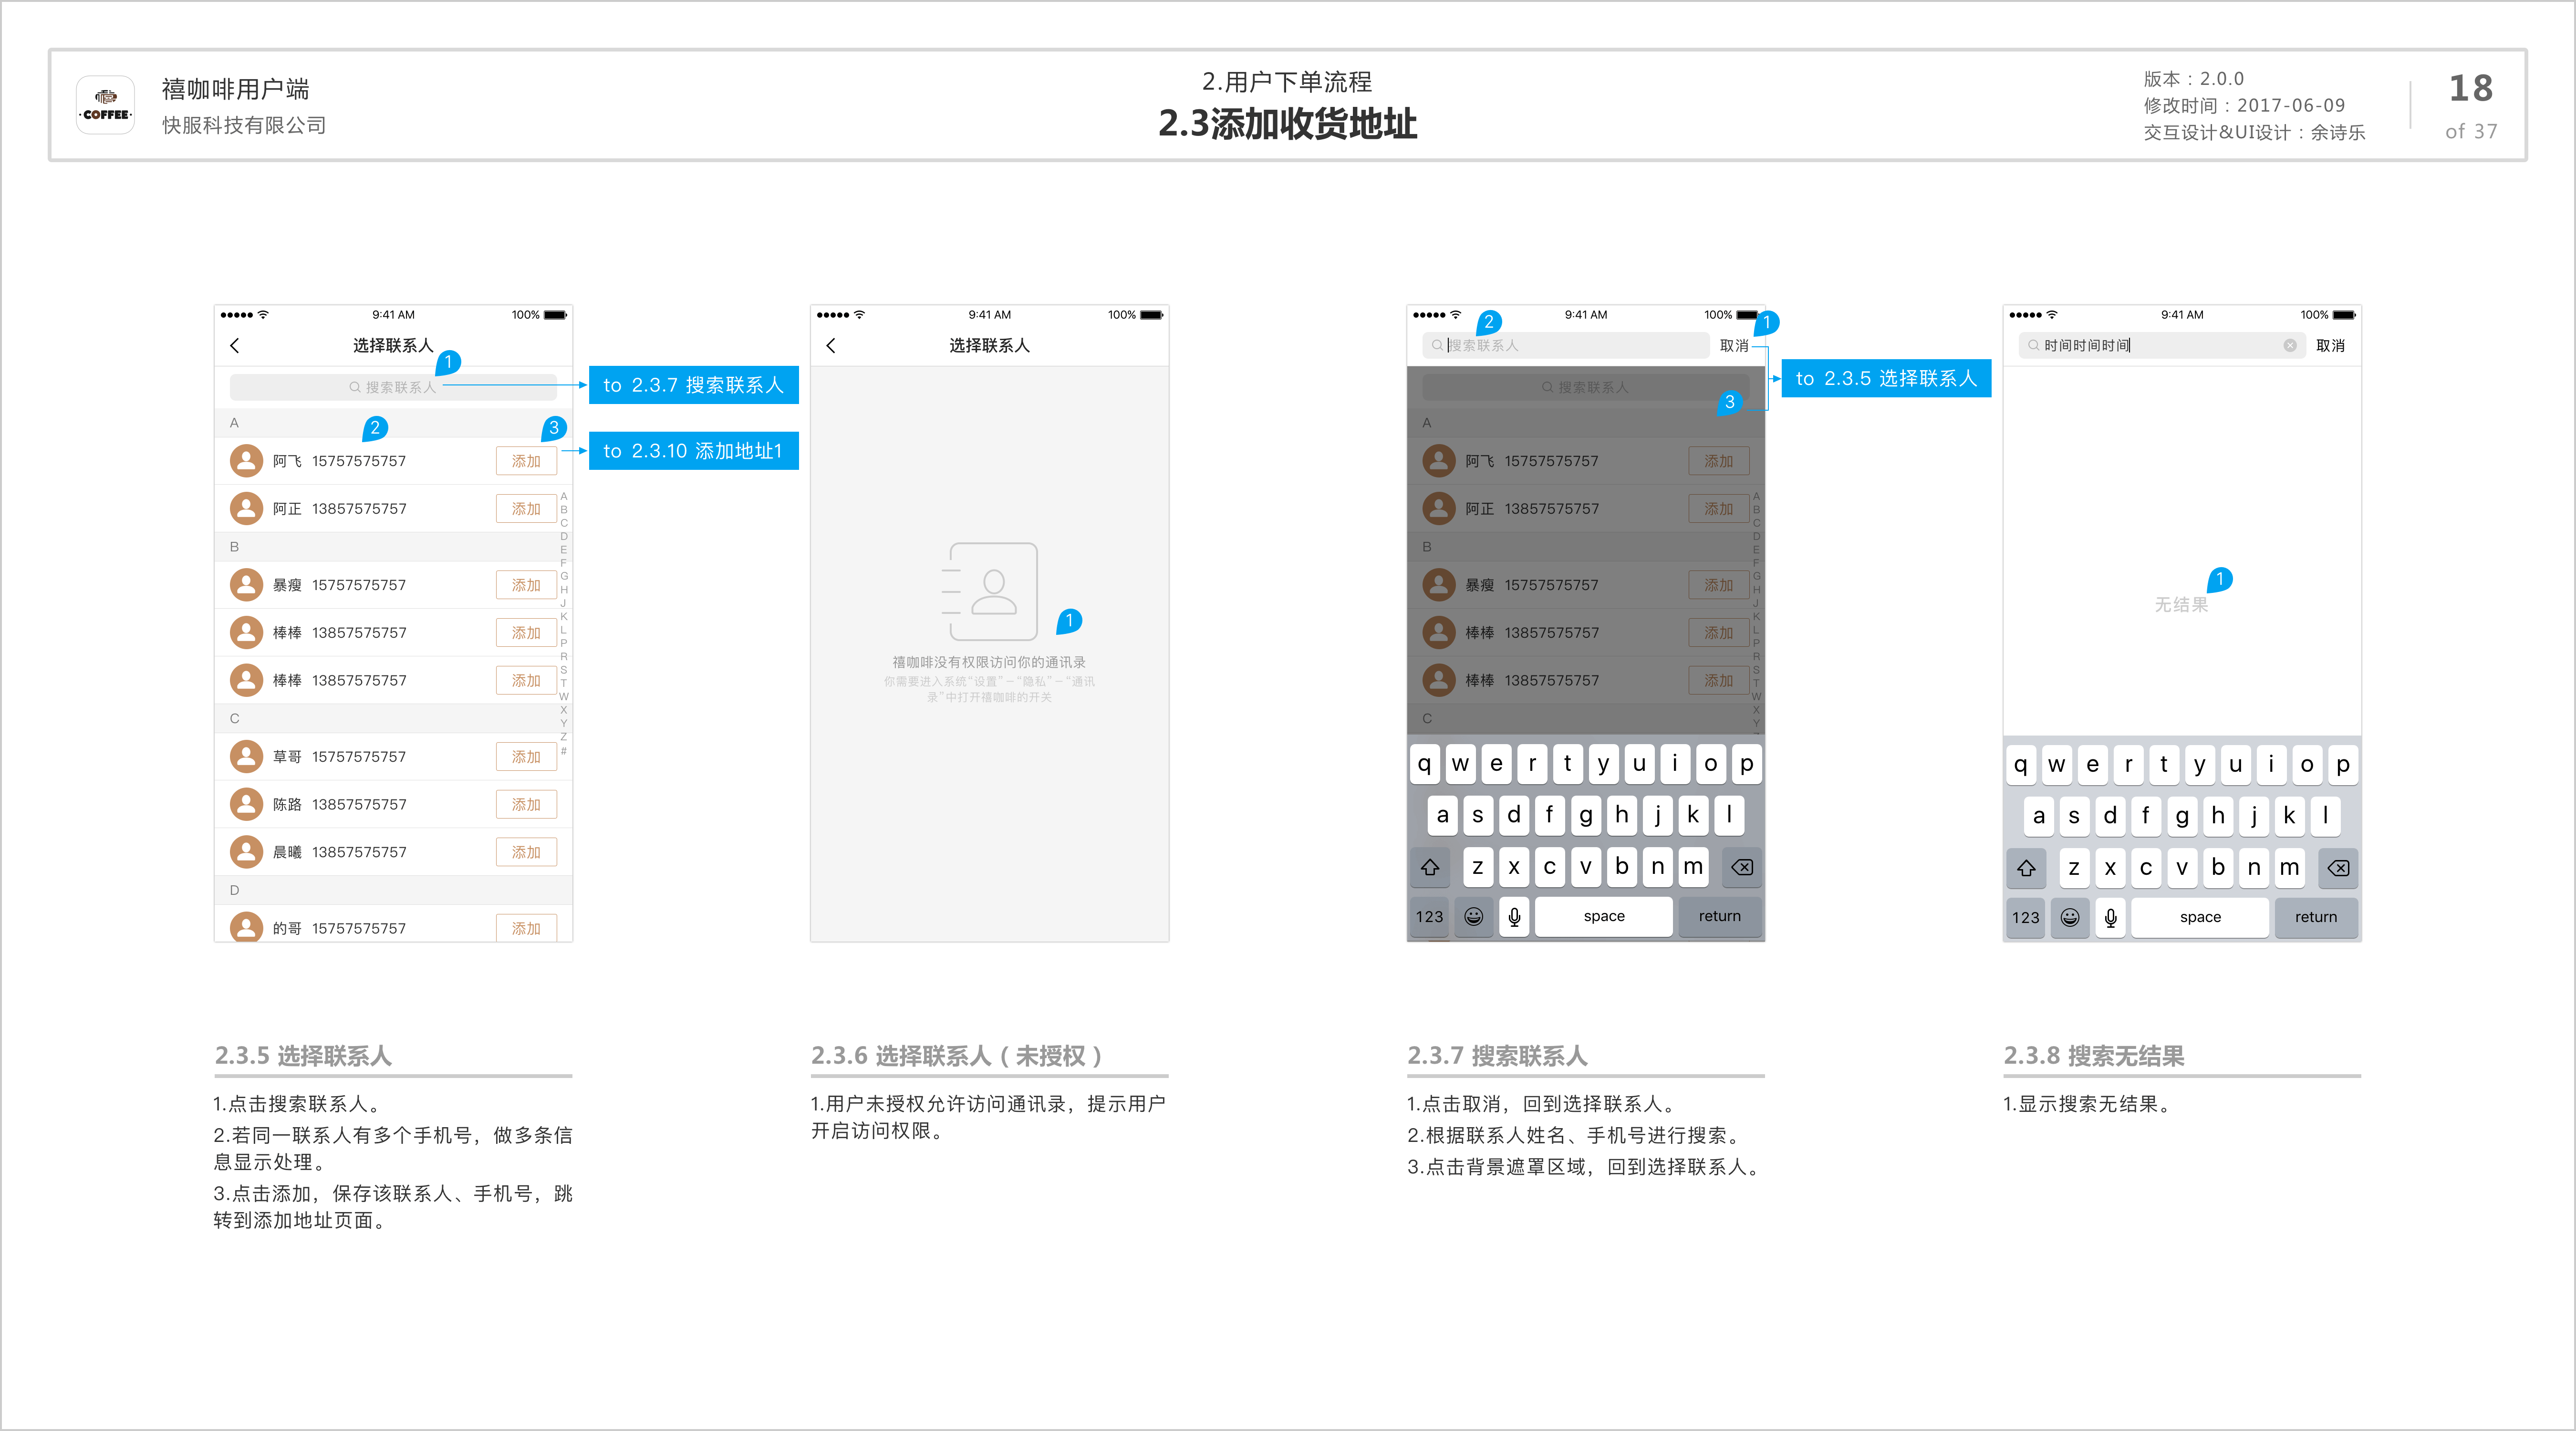 ·COFFEE·
禧咖啡用户端
快服科技有限公司
2.用户下单流程
2.3添加收货地址
版本：2.0.0
修改时间：2017-06-09
交互设计&UI设计：余诗乐
18
of 37
9:41 AM
100%
选择联系人
1
搜索联系人
to 2.3.7 搜索联系人
A
2
3
阿飞 15757575757 添加
to 2.3.10 添加地址1
阿正 13857575757 添加
B
暴瘦 15757575757 添加
棒棒 13857575757 添加
棒棒 13857575757 添加
C
草哥 15757575757 添加
陈路 13857575757 添加
晨曦 13857575757 添加
D
的哥 15757575757 添加
A
B
C
D
E
F
G
H
J
K
L
P
R
S
T
W
X
Y
Z
#
9:41 AM
100%
选择联系人
1
禧咖啡没有权限访问你的通讯录
你需要进入系统“设置”－“隐私”－“通讯
录”中打开禧咖啡的开关
9:41 AM
100%
2
1
搜索联系人
取消
搜索联系人
3
to 2.3.5 选择联系人
A
阿飞 15757575757 添加
阿正 13857575757 添加
B
暴瘦 15757575757 添加
棒棒 13857575757 添加
棒棒 13857575757 添加
C
A
B
C
D
E
F
G
H
J
K
L
P
R
S
T
W
X
Y
q w e r t y u i o p
a s d f g h j k l
z x c v b n m
123 space return
9:41 AM
100%
时间时间时间
取消
1
无结果
q w e r t y u i o p
a s d f g h j k l
z x c v b n m
123 space return
2.3.5 选择联系人
1.点击搜索联系人。
2.若同一联系人有多个手机号，做多条信
息显示处理。
3.点击添加，保存该联系人、手机号，跳
转到添加地址页面。
2.3.6 选择联系人（未授权）
1.用户未授权允许访问通讯录，提示用户
开启访问权限。
2.3.7 搜索联系人
1.点击取消，回到选择联系人。
2.根据联系人姓名、手机号进行搜索。
3.点击背景遮罩区域，回到选择联系人。
2.3.8 搜索无结果
1.显示搜索无结果。